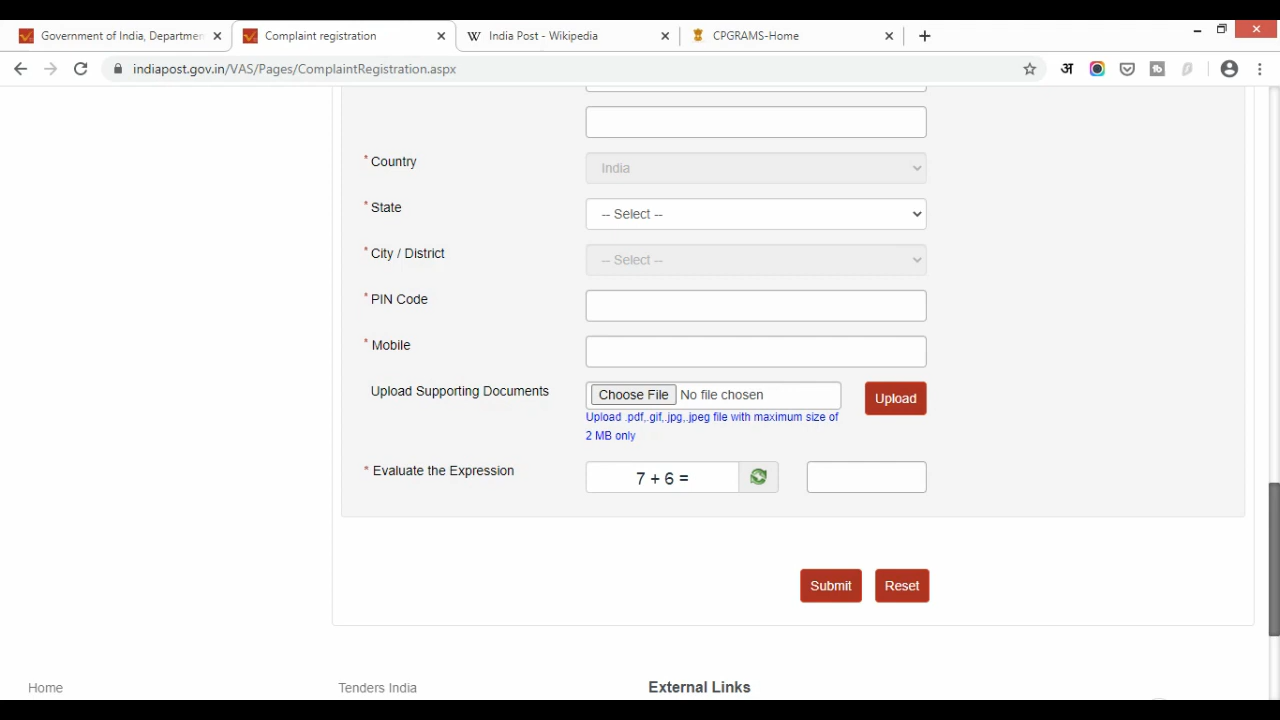 Government of India, Departmen
Complaint registration
India Post - Wikipedia
CPGRAMS-Home
indiapost.gov.in/VAS/Pages/ComplaintRegistration.aspx
अ
* Country
India
* State
-- Select --
* City / District
-- Select --
* PIN Code
* Mobile
Upload Supporting Documents
Choose File No file chosen
Upload
Upload .pdf,.gif,.jpg,.jpeg file with maximum size of
2 MB only
* Evaluate the Expression
7 + 6 =
Submit
Reset
Home
Tenders India
External Links